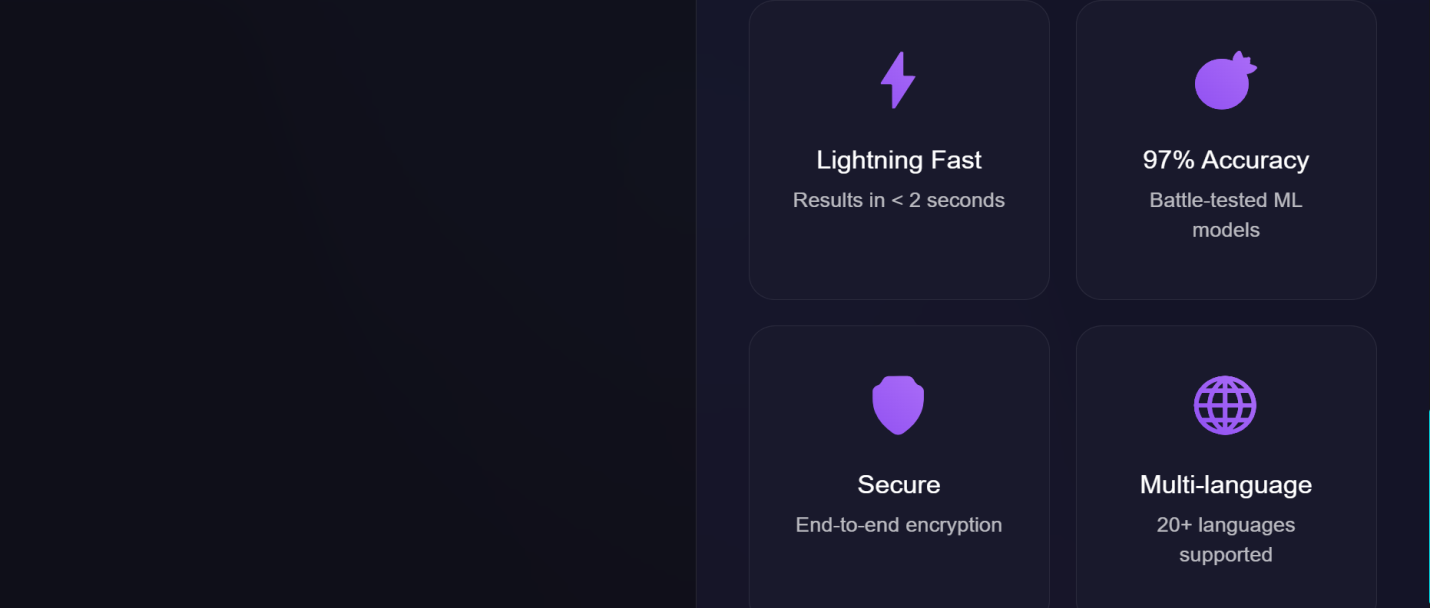 Lightning Fast
Results in < 2 seconds
97% Accuracy
Battle-tested ML
models
Secure
End-to-end encryption
Multi-language
20+ languages
supported